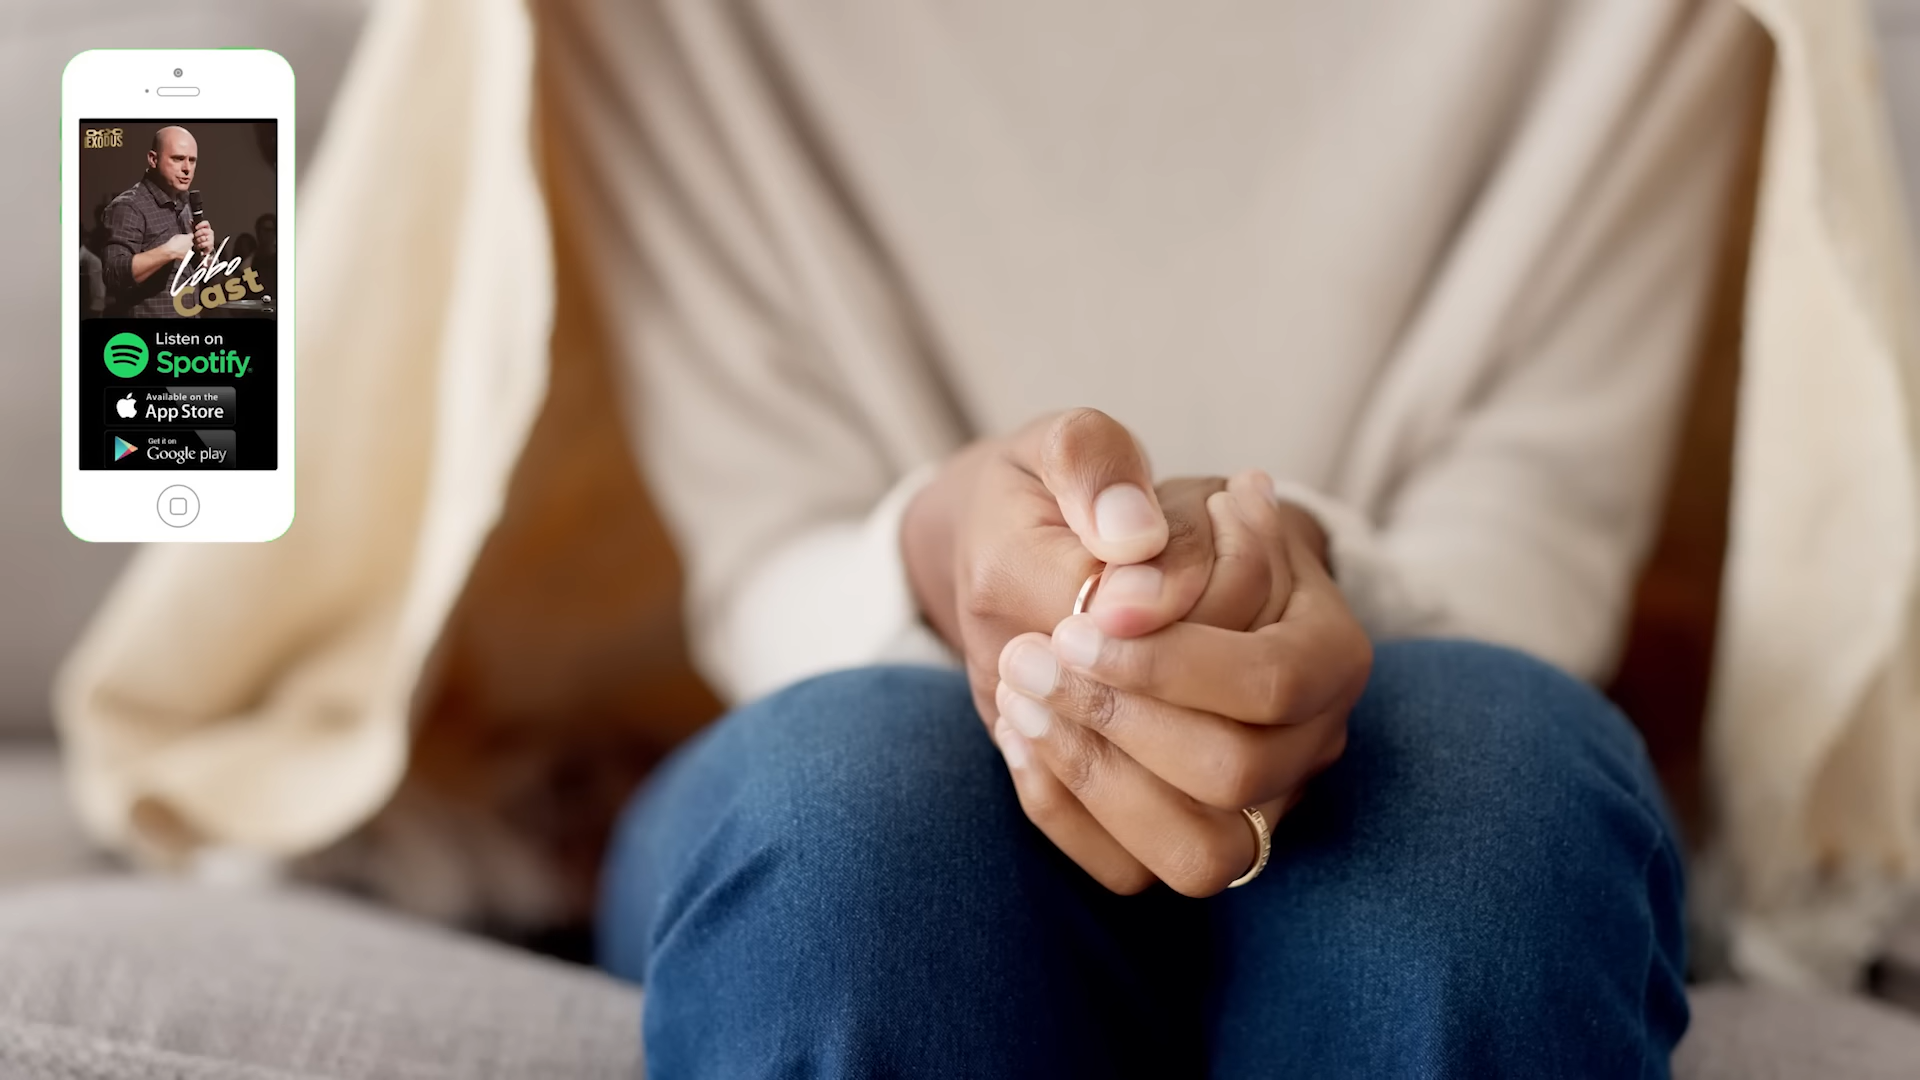 EXODUS
Lobo
Cast
Listen on
Spotify
Available on the
App Store
Get it on
Google play